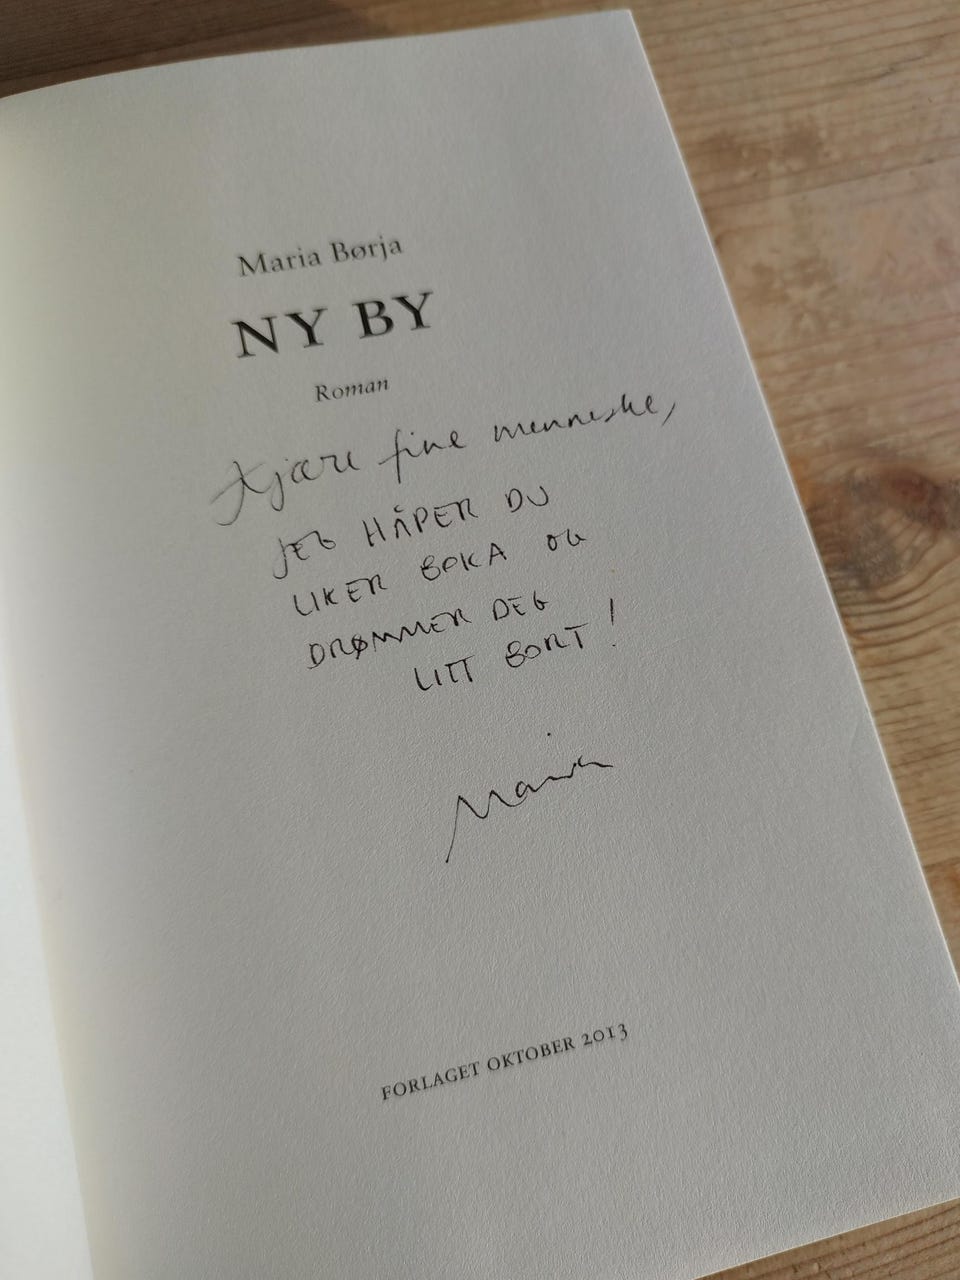 Maria Børja
NY BY
Roman
Kjære fine menneske,
JEG HÅPER DU
LIKER BOKA OG
DRØMMER DEG
LITT BORT!
Maria
FORLAGET OKTOBER 2013